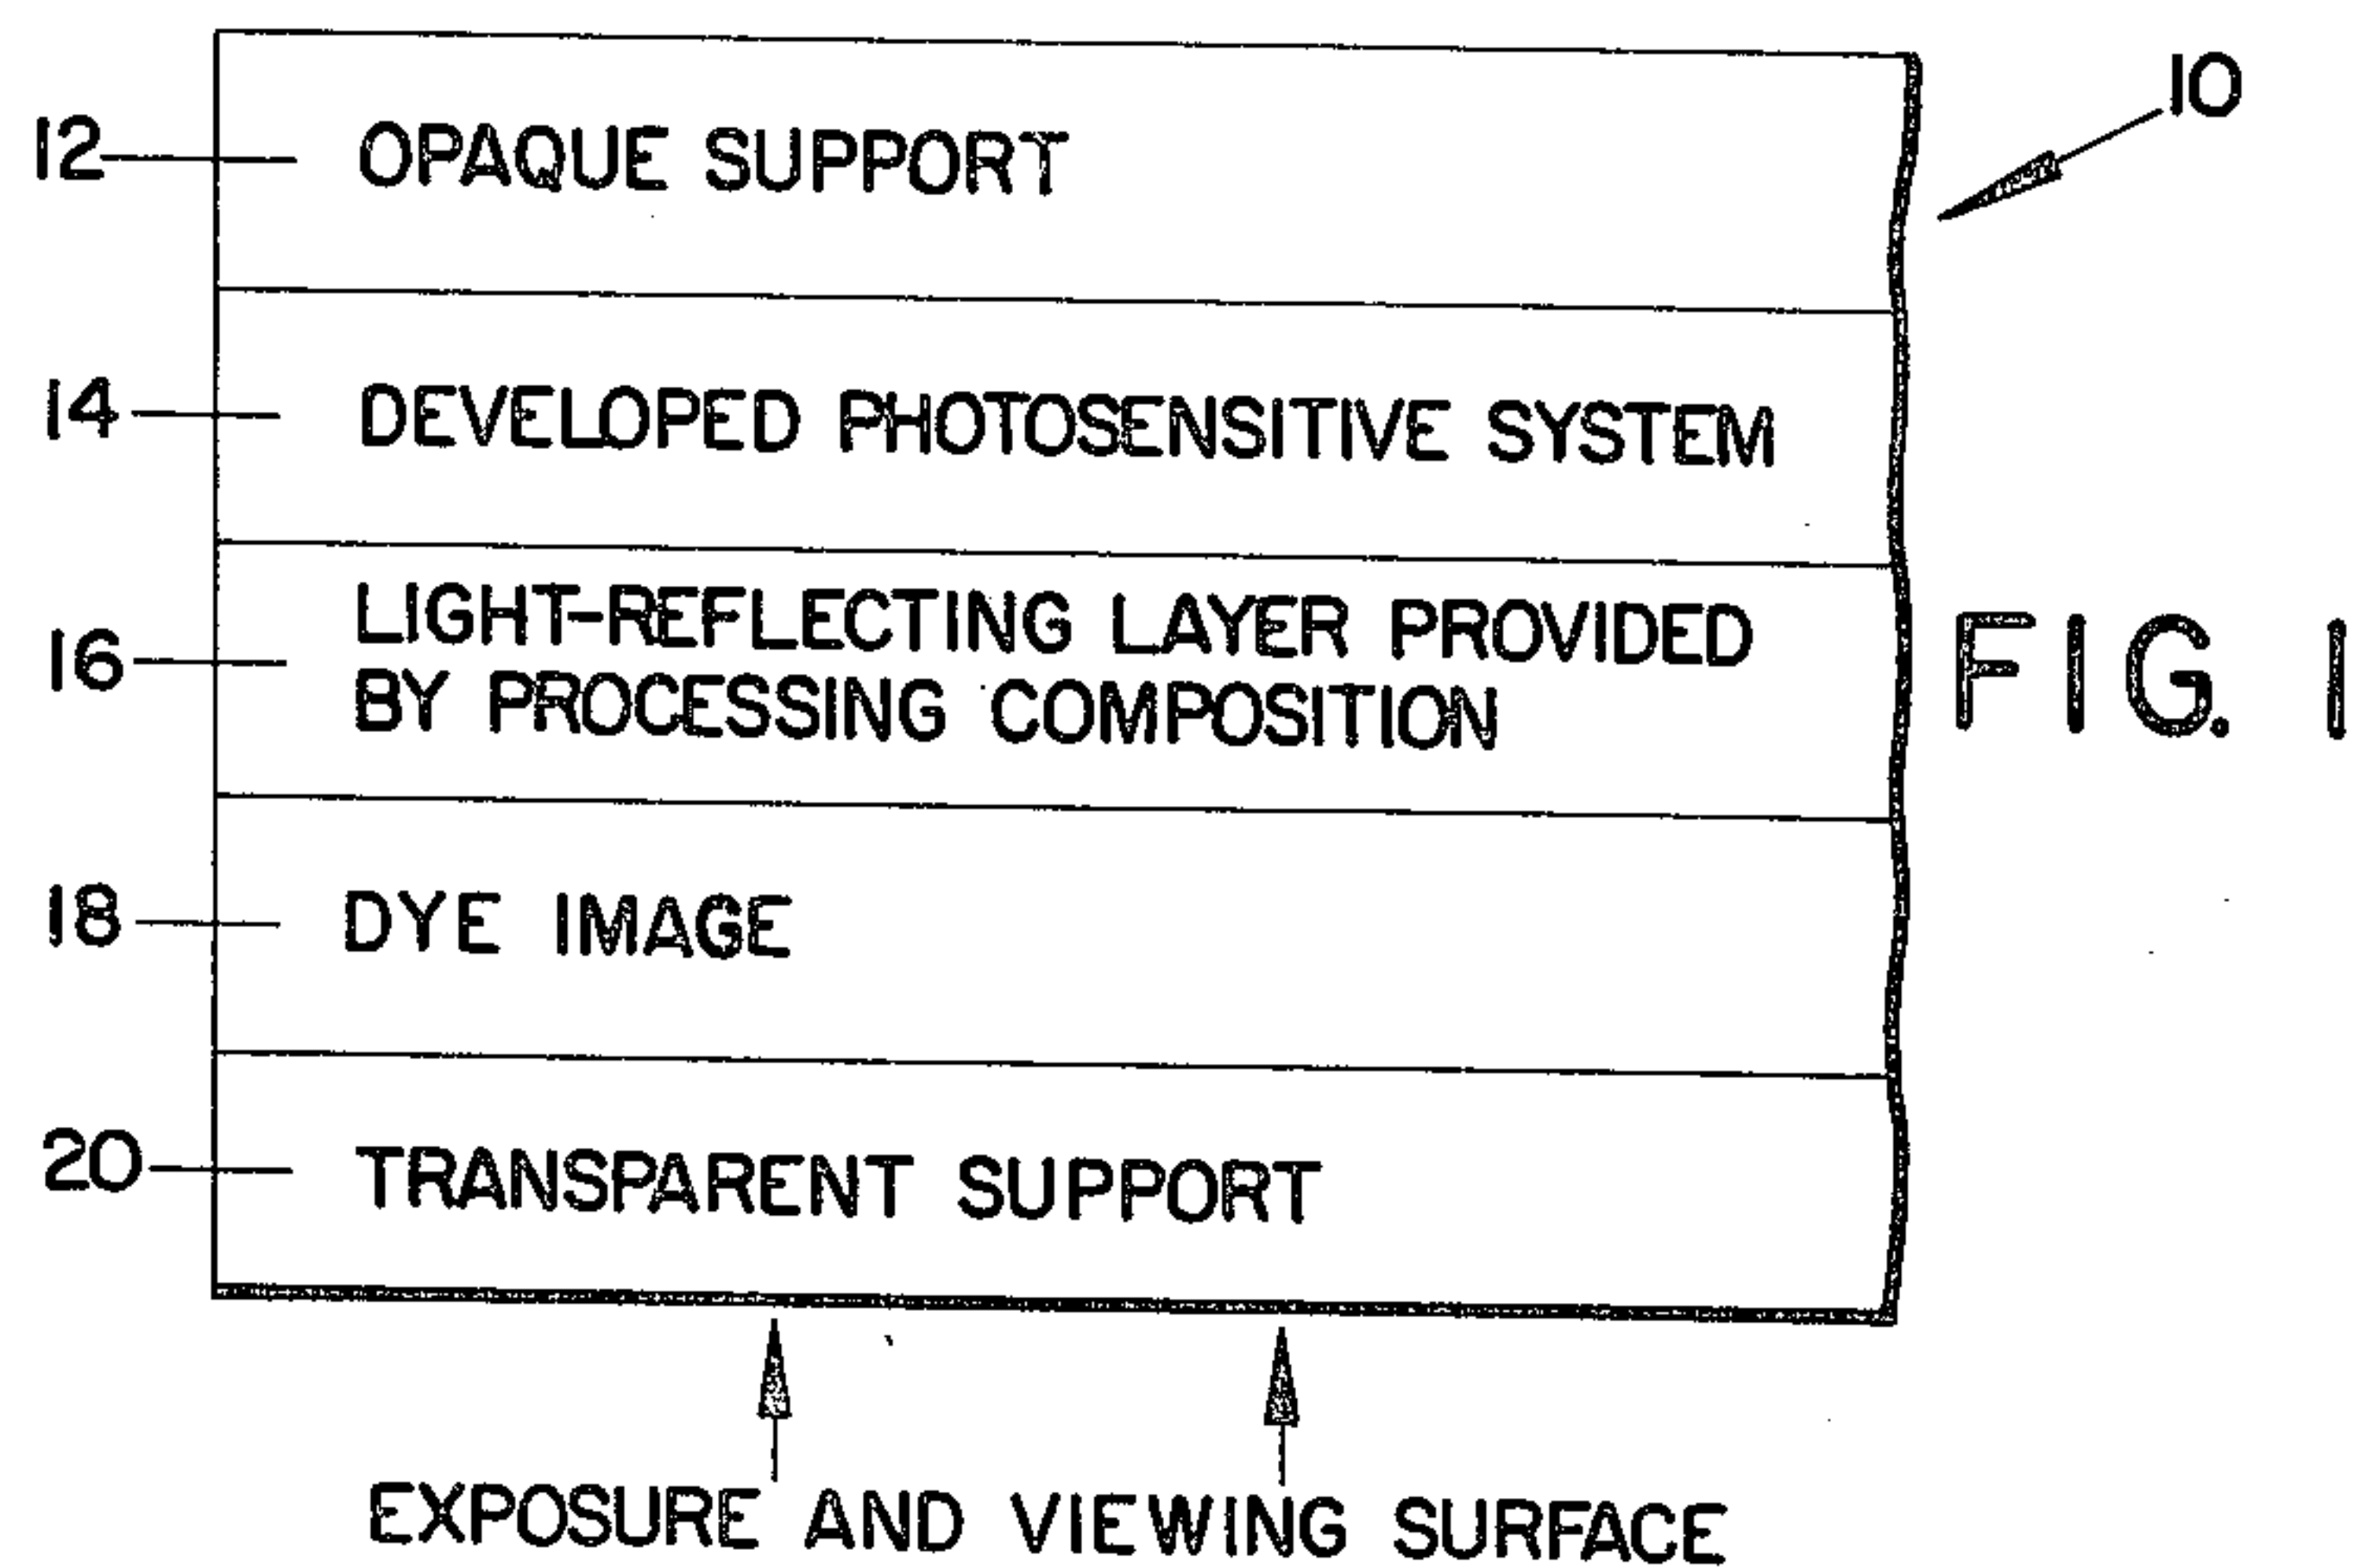 10
12 OPAQUE SUPPORT
14 DEVELOPED PHOTOSENSITIVE SYSTEM
16 LIGHT-REFLECTING LAYER PROVIDED
BY PROCESSING COMPOSITION
FIG. 1
18 DYE IMAGE
20 TRANSPARENT SUPPORT
EXPOSURE AND VIEWING SURFACE